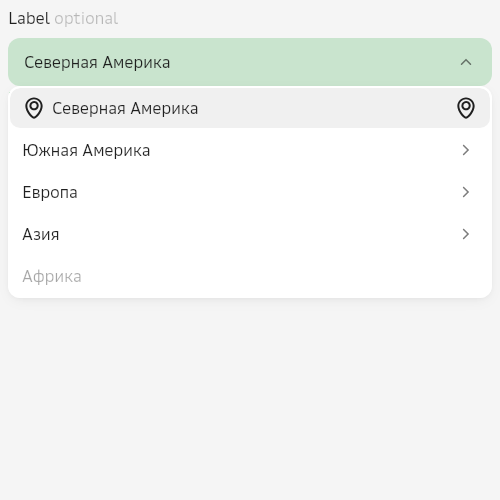 Label optional
Северная Америка
Северная Америка
Южная Америка
Европа
Азия
Африка